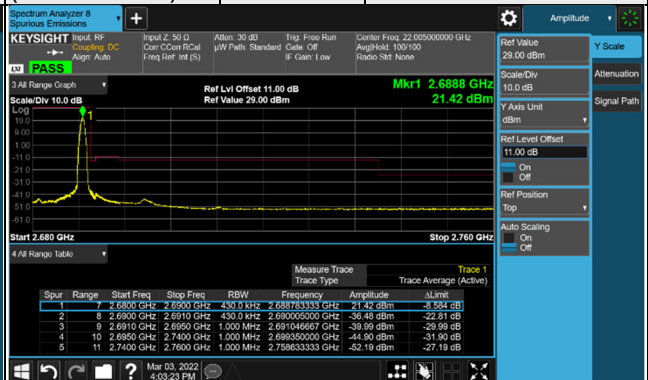 Spectrum Analyzer 8
Spurious Emissions
Amplitude
KEYSIGHT Input: RF
Coupling: DC
Align: Auto
Input Z: 50 Ω
Corr CCorr RCal
Freq Ref: Int (S)
Atten: 30 dB
µW Path: Standard
Trig: Free Run
Gate: Off
IF Gain: Low
Center Freq: 22.005000000 GHz
Avg|Hold: 100/100
Radio Std: None
LXI PASS
3 All Range Graph
Scale/Div 10.0 dB
Ref Lvl Offset 11.00 dB
Ref Value 29.00 dBm
Mkr1 2.6888 GHz
21.42 dBm
Log
19.0
9.00
1.00
-11.0
-21.0
-31.0
-41.0
-51.0
1
Start 2.680 GHz
Stop 2.760 GHz
4 All Range Table
Measure Trace Trace 1
Trace Type Trace Average (Active)
Spur Range Start Freq Stop Freq RBW Frequency Amplitude ΔLimit
1 7 2.6800 GHz 2.6900 GHz 430.0 kHz 2.688783333 GHz 21.42 dBm -8.584 dB
2 8 2.6900 GHz 2.6910 GHz 430.0 kHz 2.690005000 GHz -36.48 dBm -22.81 dB
3 9 2.6910 GHz 2.6950 GHz 1.000 MHz 2.691046667 GHz -39.99 dBm -29.99 dB
4 10 2.6950 GHz 2.7400 GHz 1.000 MHz 2.699350000 GHz -44.90 dBm -31.90 dB
5 11 2.7400 GHz 2.7600 GHz 1.000 MHz 2.758633333 GHz -52.19 dBm -27.19 dB
Mar 03, 2022
4:03:23 PM
Ref Value
29.00 dBm
Scale/Div
10.0 dB
Y Axis Unit
dBm
Ref Level Offset
11.00 dB
On
Off
Ref Position
Top
Auto Scaling
On
Off
Y Scale
Attenuation
Signal Path